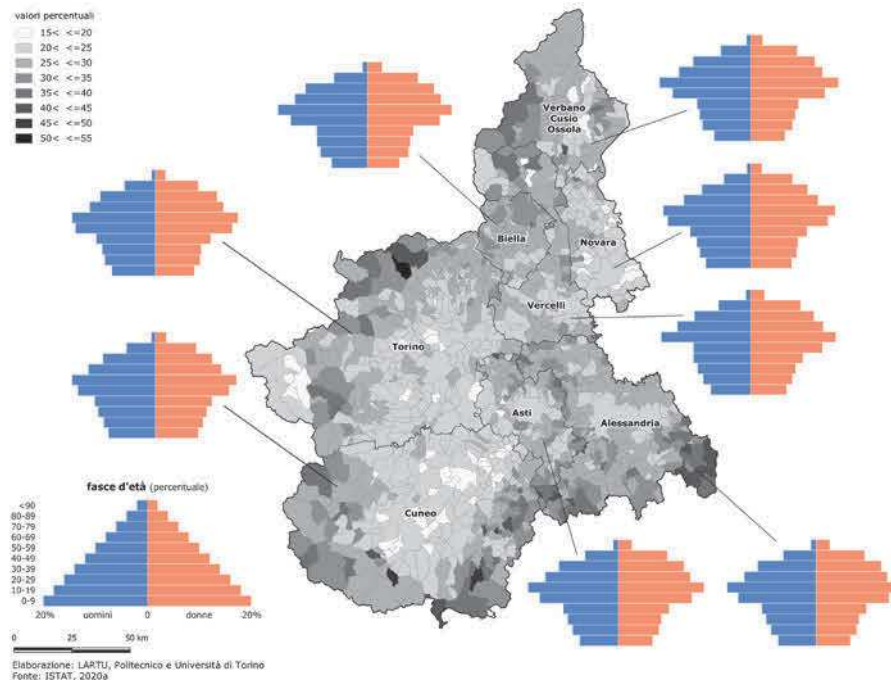 valori percentuali
15< <=20
20< <=25
25< <=30
30< <=35
35< <=40
40< <=45
45< <=50
50< <=55
Verbano
Cusio
Ossola
Biella
Novara
Vercelli
Torino
Asti
Alessandria
Cuneo
fasce d'età (percentuale)
<90
80-89
70-79
60-69
50-59
40-49
30-39
20-29
10-19
0-9
20% uomini 0 donne 20%
0 25 50 km
Elaborazione: LARTU, Politecnico e Università di Torino
Fonte: ISTAT, 2020a